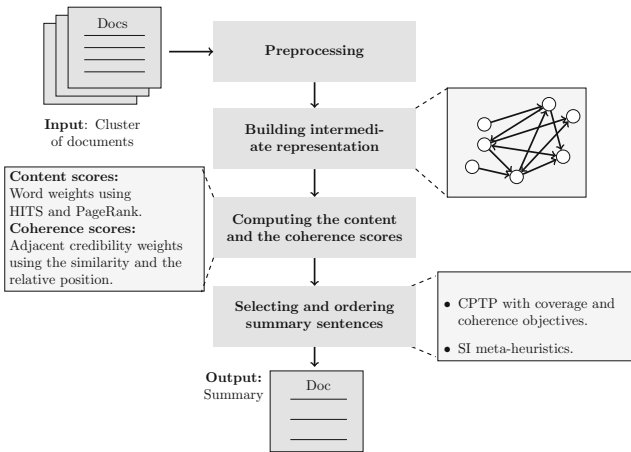 Docs
Preprocessing
Input: Cluster
of documents
Building intermedi-
ate representation
Content scores:
Word weights using
HITS and PageRank.
Coherence scores:
Adjacent credibility weights
using the similarity and the
relative position.
Computing the content
and the coherence scores
Selecting and ordering
summary sentences
• CPTP with coverage and
coherence objectives.
• SI meta-heuristics.
Output:
Summary
Doc